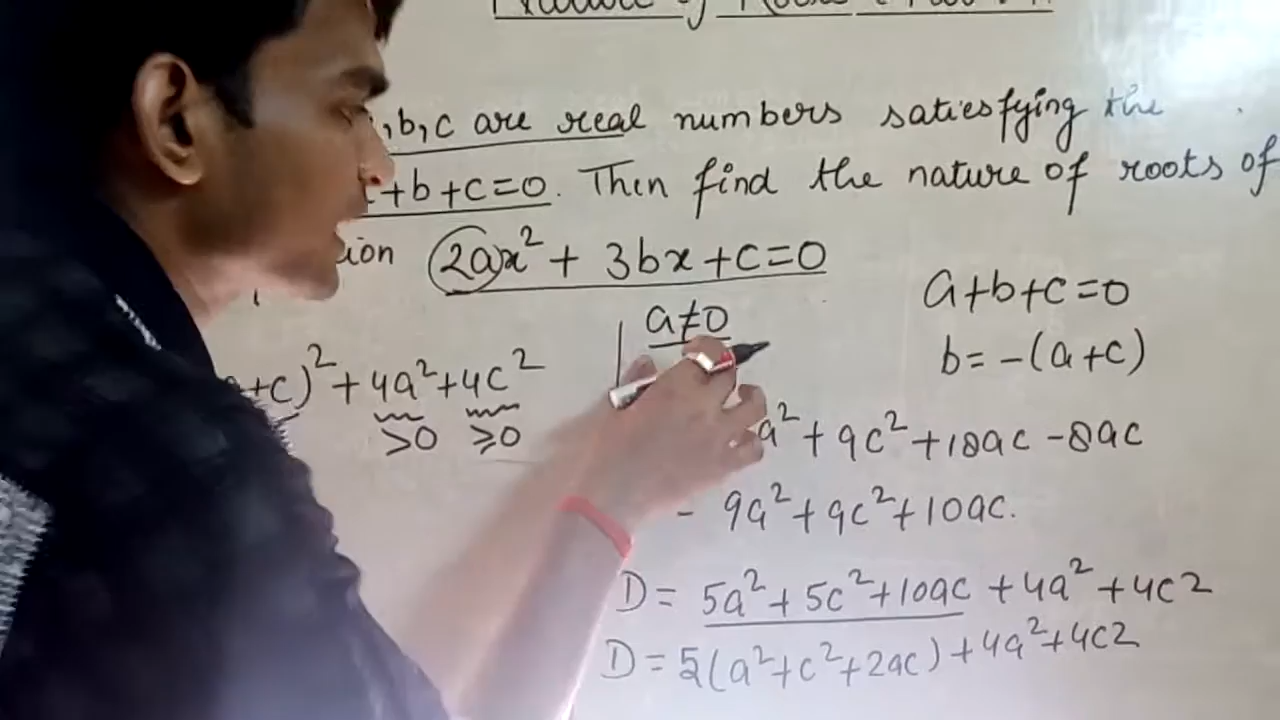 ,b,c are real numbers satiesfying the
+b+c=0. Then find the nature of roots of
ion 2ax² + 3bx+c=0
a≠0
a+b+c=0
b= -(a+c)
+c)² + 4a²+4c²
>0 ≥0
a²+9c²+18ac -8ac
- 9a²+9c²+10ac.
D= 5a²+5c²+10ac +4a²+4c2
D=5(a²+c²+2ac)+4a²+4c2